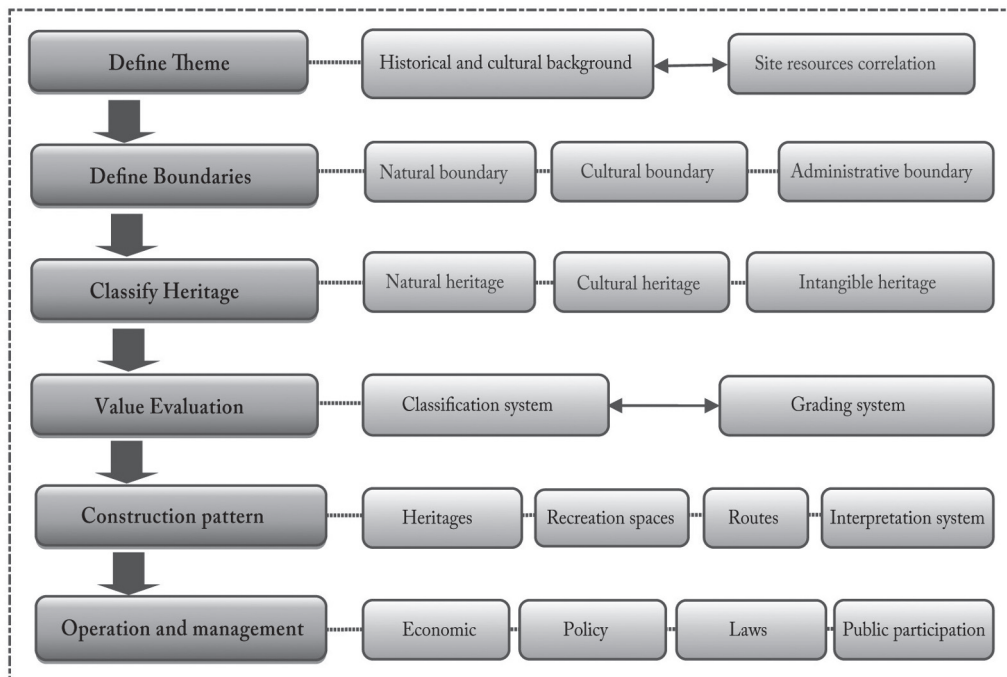 Define Theme
Historical and cultural background
Site resources correlation
Define Boundaries
Natural boundary
Cultural boundary
Administrative boundary
Classify Heritage
Natural heritage
Cultural heritage
Intangible heritage
Value Evaluation
Classification system
Grading system
Construction pattern
Heritages
Recreation spaces
Routes
Interpretation system
Operation and management
Economic
Policy
Laws
Public participation